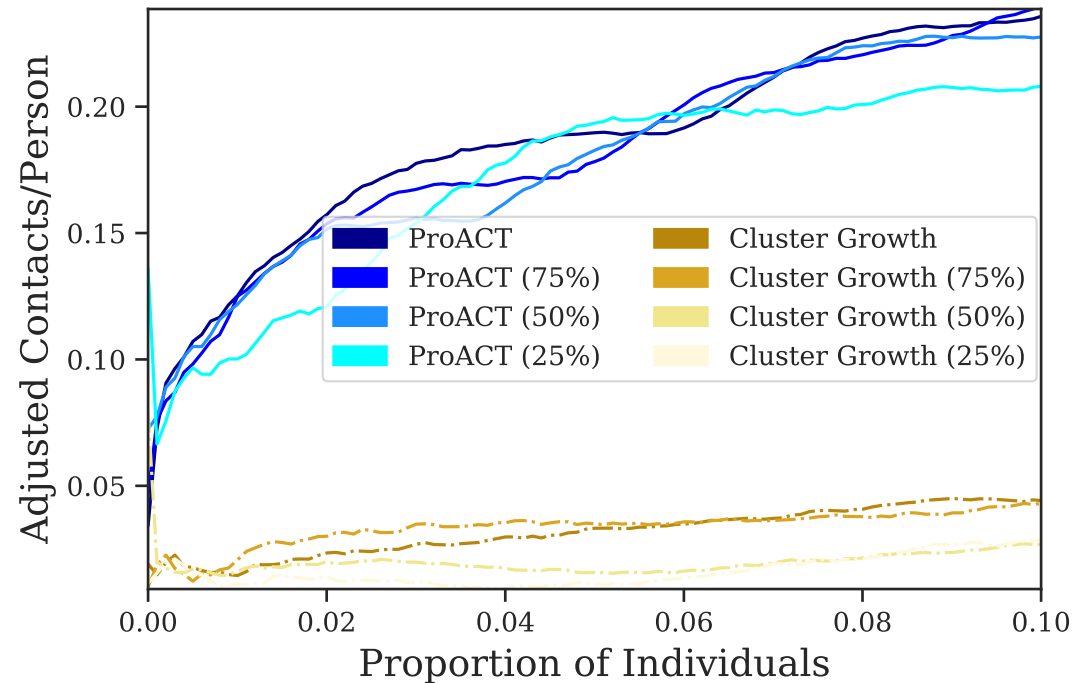 Adjusted Contacts/Person
0.20
0.15
0.10
0.05
ProACT
ProACT (75%)
ProACT (50%)
ProACT (25%)
Cluster Growth
Cluster Growth (75%)
Cluster Growth (50%)
Cluster Growth (25%)
0.00 0.02 0.04 0.06 0.08 0.10
Proportion of Individuals